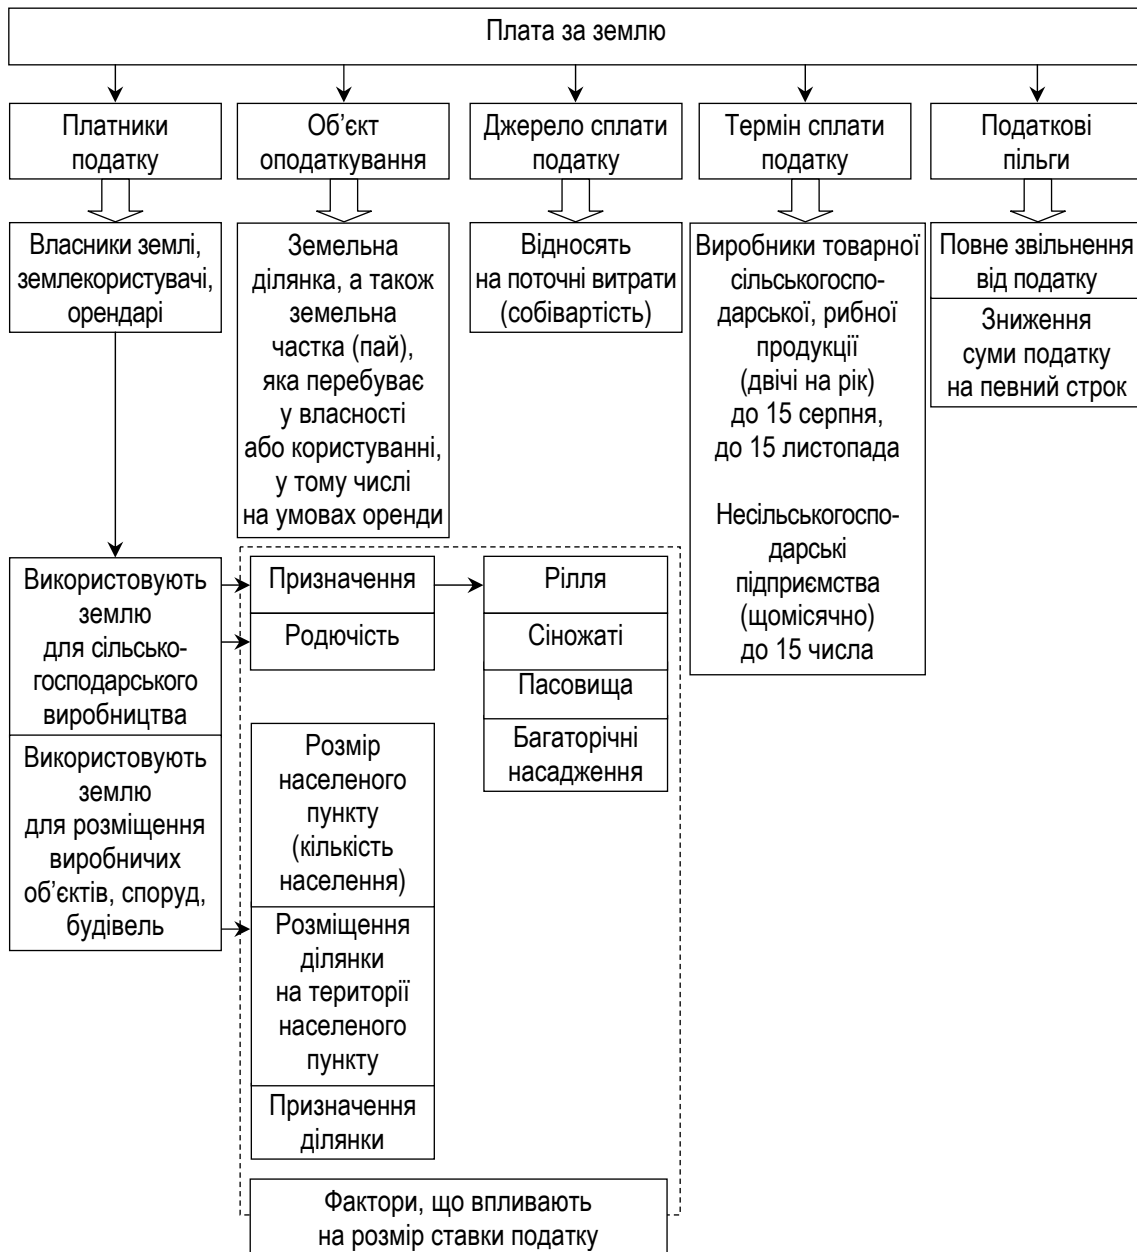 Плата за землю
Платники
податку
Об’єкт
оподаткування
Джерело сплати
податку
Термін сплати
податку
Податкові
пільги
Власники землі,
землекористувачі,
орендарі
Земельна
ділянка, а також
земельна
частка (пай),
яка перебуває
у власності
або користуванні,
у тому числі
на умовах оренди
Відносять
на поточні витрати
(собівартість)
Виробники товарної
сільськогоспо-
дарської, рибної
продукції
(двічі на рік)
до 15 серпня,
до 15 листопада
Несільськогоспо-
дарські
підприємства
(щомісячно)
до 15 числа
Повне звільнення
від податку
Зниження
суми податку
на певний строк
Використовують
землю
для сільсько-
господарського
виробництва
Використовують
землю
для розміщення
виробничих
об’єктів, споруд,
будівель
Призначення
Родючість
Рілля
Сіножаті
Пасовища
Багаторічні
насадження
Розмір
населеного
пункту
(кількість
населення)
Розміщення
ділянки
на території
населеного
пункту
Призначення
ділянки
Фактори, що впливають
на розмір ставки податку